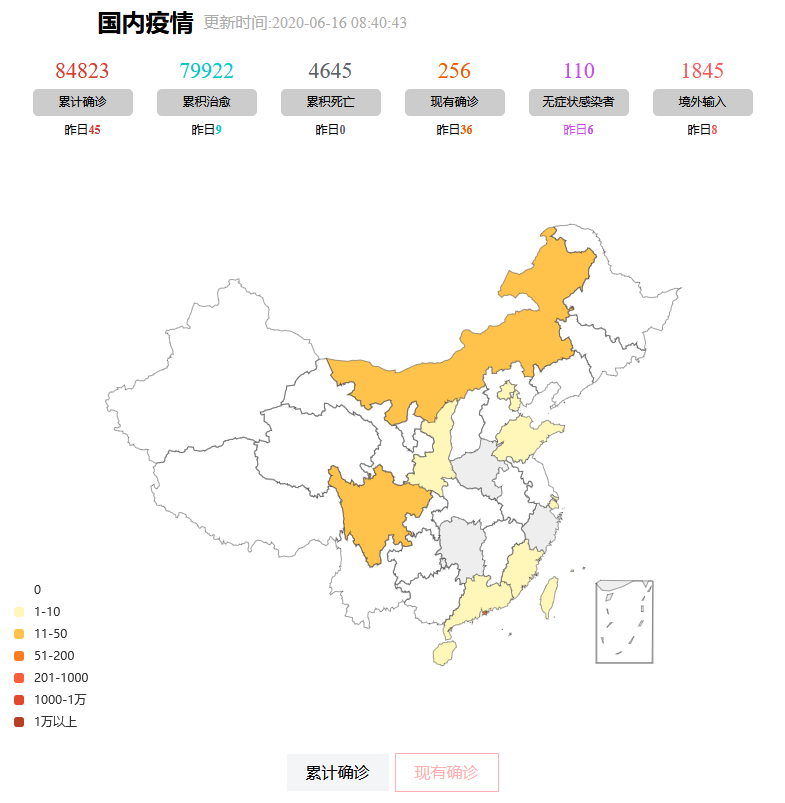 国内疫情 更新时间:2020-06-16 08:40:43
84823 79922 4645 256 110 1845
累计确诊 累积治愈 累积死亡 现有确诊 无症状感染者 境外输入
昨日45 昨日9 昨日0 昨日36 昨日6 昨日8
0
1-10
11-50
51-200
201-1000
1000-1万
1万以上
累计确诊 现有确诊